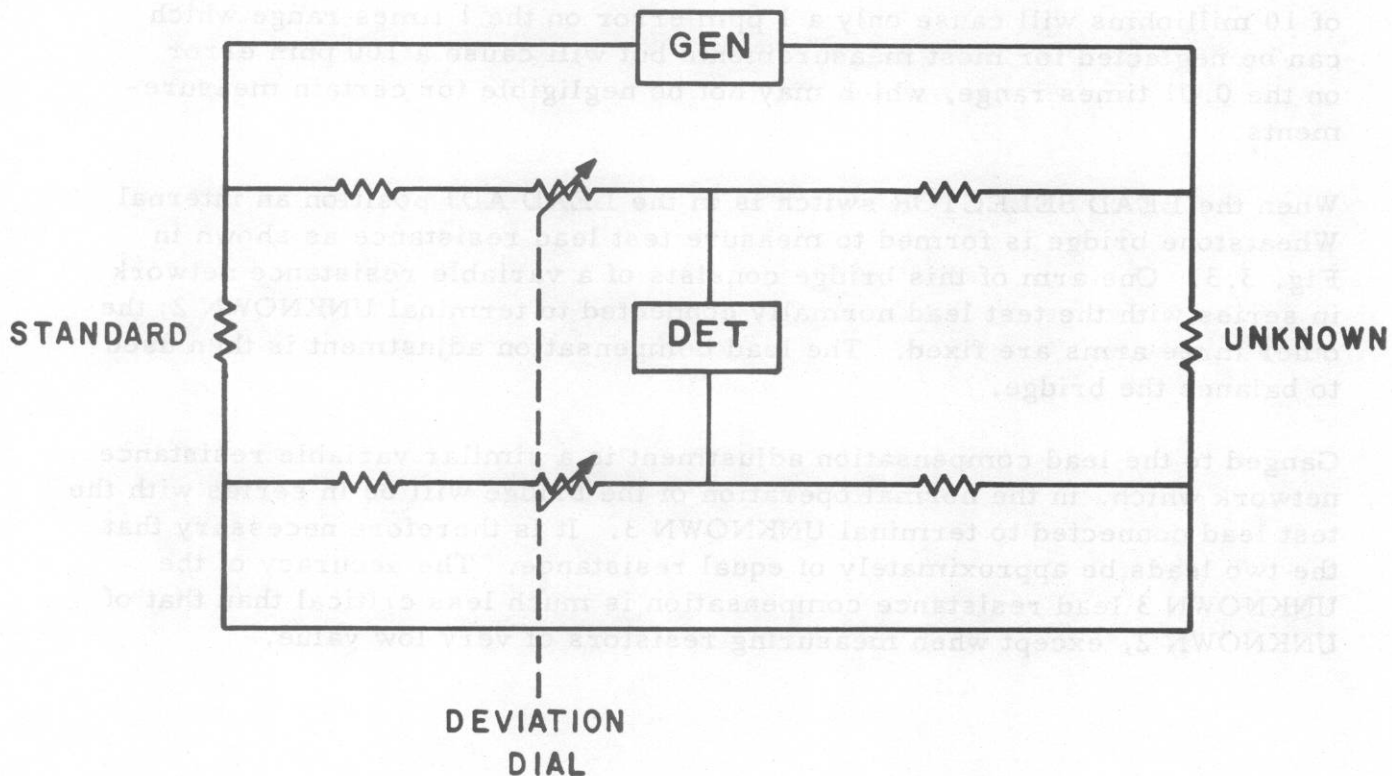 of 10 milliohms will cause only a 1 ppm error on the 1 times range which
GEN
can be neglected for most measurements but will cause a 100 ppm error
on the 0.01 times range, which may not be negligible for certain measure-
ments
When the LEAD SELECTOR switch is in the LEAD ADJ position an internal
Wheatstone bridge is formed to measure test lead resistance as shown in
Fig. 3.3. One arm of this bridge consists of a variable resistance network
in series with the test lead normally connected to terminal UNKNOWN 2; the
STANDARD
DET
UNKNOWN
other three arms are fixed. The lead compensation adjustment is then used
to balance the bridge.
Ganged to the lead compensation adjustment is a similar variable resistance
network which, in the normal operation of the bridge will be in series with the
test lead connected to terminal UNKNOWN 3. It is therefore necessary that
the two leads be approximately of equal resistance. The accuracy of the
UNKNOWN 3 lead resistance compensation is much less critical than that of
UNKNOWN 2, except when measuring resistors of very low value.
DEVIATION
DIAL